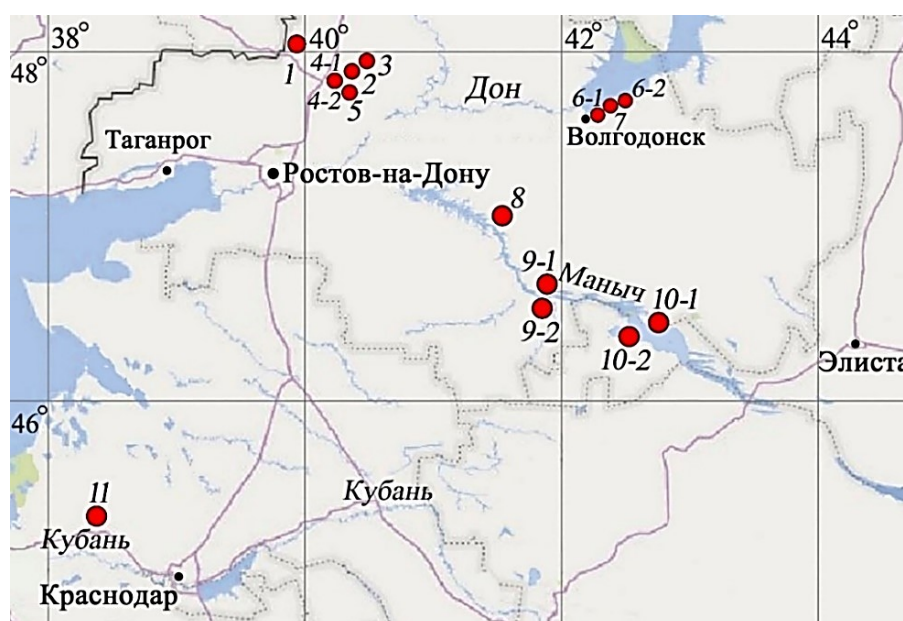 38° 40° 42° 44°
48°
1
4-1 3
4-2 2
5
Дон
6-1 6-2
7
Волгодонск
Таганрог
Ростов-на-Дону
8
9-1
Маныч
9-2
10-1
10-2
Элиста
46°
11
Кубань
Кубань
Краснодар